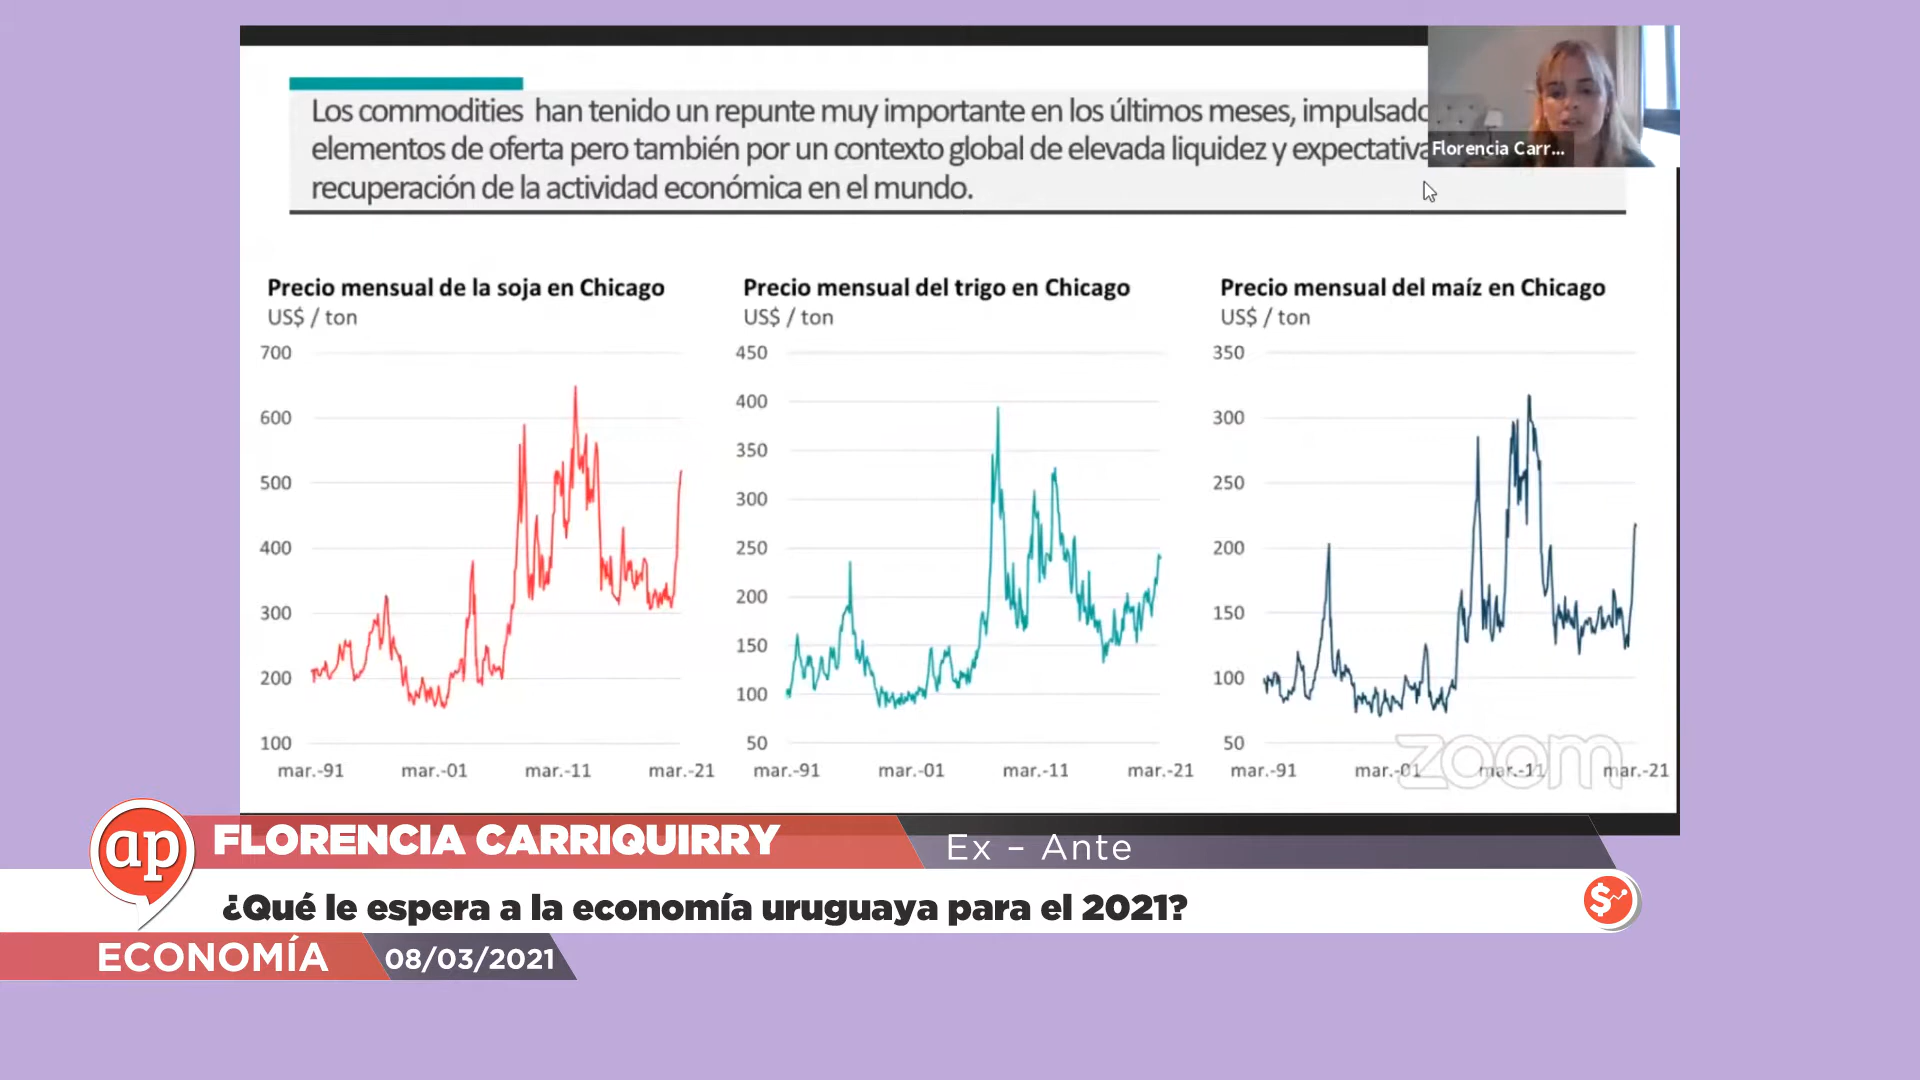 Los commodities han tenido un repunte muy importante en los últimos meses, impulsado
elementos de oferta pero también por un contexto global de elevada liquidez y expectativa
recuperación de la actividad económica en el mundo.
Florencia Carr...
Precio mensual de la soja en Chicago
US$ / ton
700
600
500
400
300
200
100
mar.-91 mar.-01 mar.-11 mar.-21
Precio mensual del trigo en Chicago
US$ / ton
450
400
350
300
250
200
150
100
50
mar.-91 mar.-01 mar.-11 mar.-21
Precio mensual del maíz en Chicago
US$ / ton
350
300
250
200
150
100
50
mar.-91 mar.-01 mar.-11 mar.-21
zoom
ap
FLORENCIA CARRIQUIRRY
Ex – Ante
¿Qué le espera a la economía uruguaya para el 2021?
$
ECONOMÍA
08/03/2021